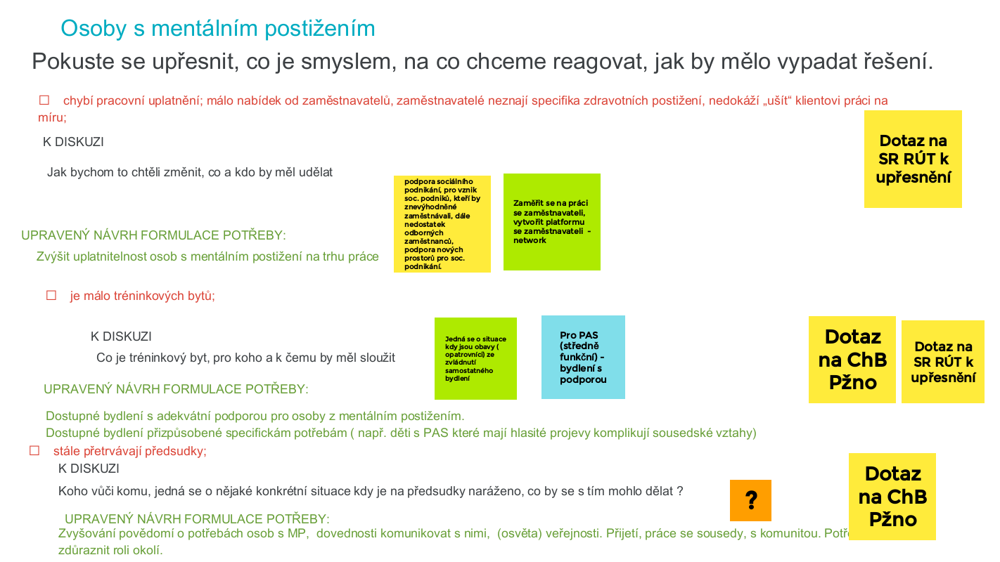 Osoby s mentálním postižením
Pokuste se upřesnit, co je smyslem, na co chceme reagovat, jak by mělo vypadat řešení.
☐ chybí pracovní uplatnění; málo nabídek od zaměstnavatelů, zaměstnavatelé neznají specifika zdravotních postižení, nedokáží „ušít“ klientovi práci na
míru;
Dotaz na
SR RÚT k
upřesnění
K DISKUZI
Jak bychom to chtěli změnit, co a kdo by měl udělat
podpora sociálního
podnikání, pro vznik
soc. podniků, kteří by
znevýhodněné
zaměstnávali, dále
nedostatek
odborných
zaměstnanců,
podpora nových
prostorů pro soc.
podnikání.
Zaměřit se na práci
se zaměstnavateli,
vytvořit platformu
se zaměstnavateli -
network
UPRAVENÝ NÁVRH FORMULACE POTŘEBY:
Zvýšit uplatnitelnost osob s mentálním postižení na trhu práce
☐ je málo tréninkových bytů;
K DISKUZI
Co je tréninkový byt, pro koho a k čemu by měl sloužit
Jedná se o situace
kdy jsou obavy (
opatrovníci) ze
zvládnutí
samostatného
bydlení
Pro PAS
(středně
funkční) -
bydlení s
podporou
Dotaz
na ChB
Pžno
Dotaz na
SR RÚT k
upřesnění
UPRAVENÝ NÁVRH FORMULACE POTŘEBY:
Dostupné bydlení s adekvátní podporou pro osoby z mentálním postižením.
Dostupné bydlení přizpůsobené specifickám potřebám ( např. děti s PAS které mají hlasité projevy komplikují sousedské vztahy)
☐ stále přetrvávají předsudky;
K DISKUZI
Koho vůči komu, jedná se o nějaké konkrétní situace kdy je na předsudky naráženo, co by se s tím mohlo dělat ?
?
Dotaz
na ChB
Pžno
UPRAVENÝ NÁVRH FORMULACE POTŘEBY:
Zvyšování povědomí o potřebách osob s MP, dovednosti komunikovat s nimi, (osvěta) veřejnosti. Přijetí, práce se sousedy, s komunitou.
zdůraznit roli okolí.